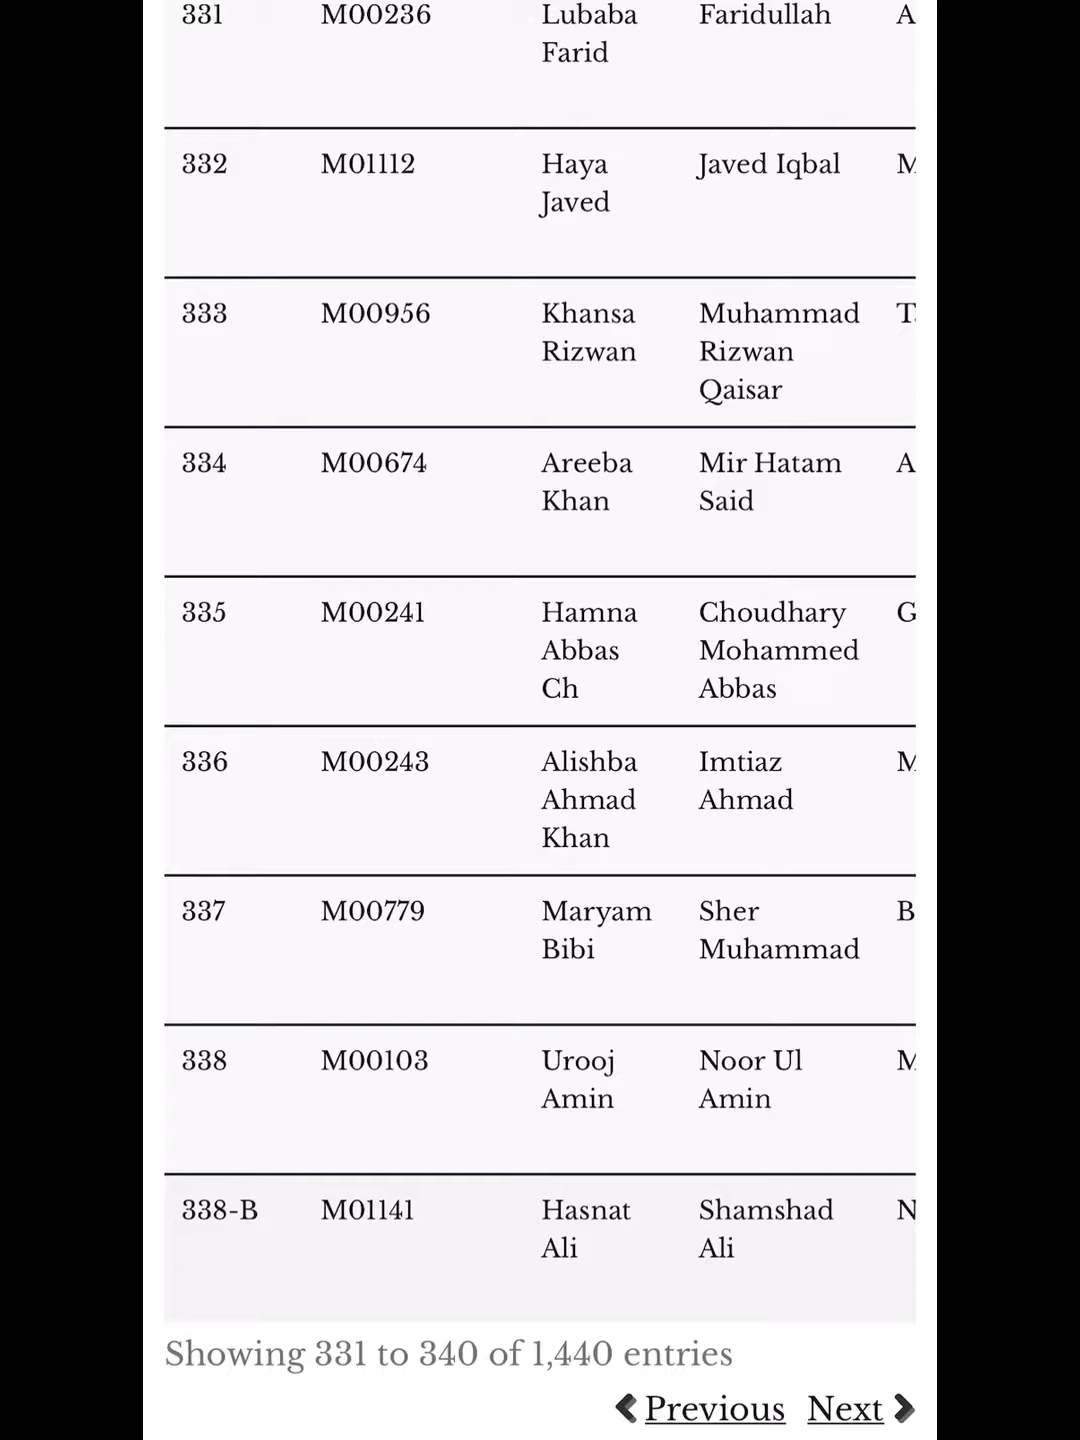 331 M00236 Lubaba Faridullah A
Farid
332 M01112 Haya Javed Iqbal M
Javed
333 M00956 Khansa Muhammad T
Rizwan Rizwan
Qaisar
334 M00674 Areeba Mir Hatam A
Khan Said
335 M00241 Hamna Choudhary G
Abbas Mohammed
Ch Abbas
336 M00243 Alishba Imtiaz M
Ahmad Ahmad
Khan
337 M00779 Maryam Sher B
Bibi Muhammad
338 M00103 Urooj Noor Ul M
Amin Amin
338-B M01141 Hasnat Shamshad N
Ali Ali
Showing 331 to 340 of 1,440 entries
Previous Next